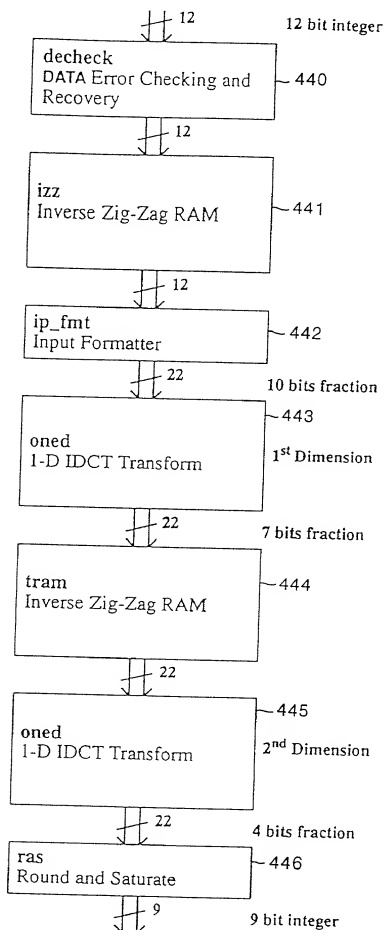 12
12 bit integer
decheck
DATA Error Checking and
Recovery
440
12
izz
Inverse Zig-Zag RAM
441
12
ip_fmt
Input Formatter
442
22
10 bits fraction
oned
1-D IDCT Transform
443
1st Dimension
22
7 bits fraction
tram
Inverse Zig-Zag RAM
444
22
oned
1-D IDCT Transform
445
2nd Dimension
22
4 bits fraction
ras
Round and Saturate
446
9
9 bit integer